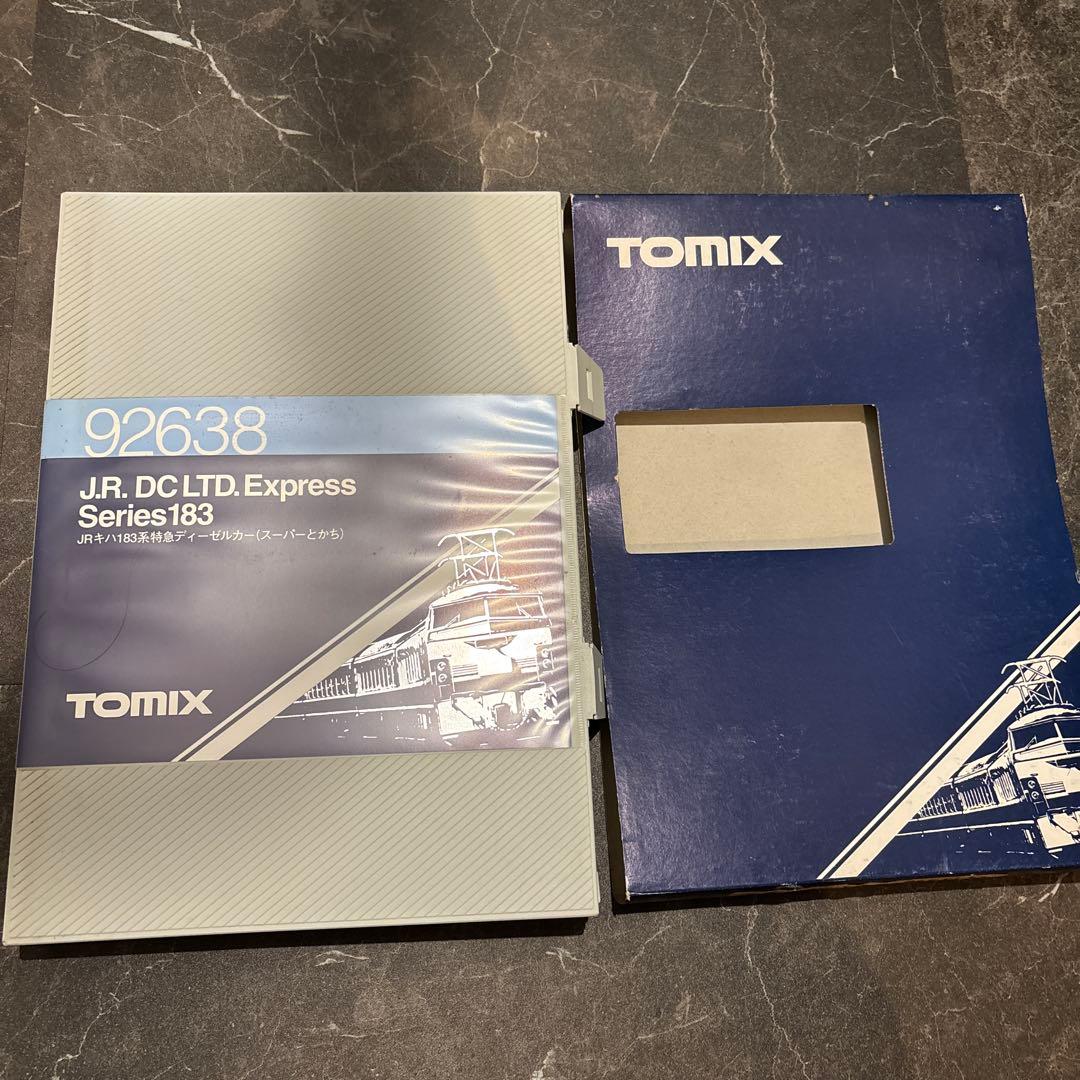 92638
J.R. DC LTD. Express
Series183
JRキハ183系特急ディーゼルカー(スーパーとかち)
TOMIX
TOMIX